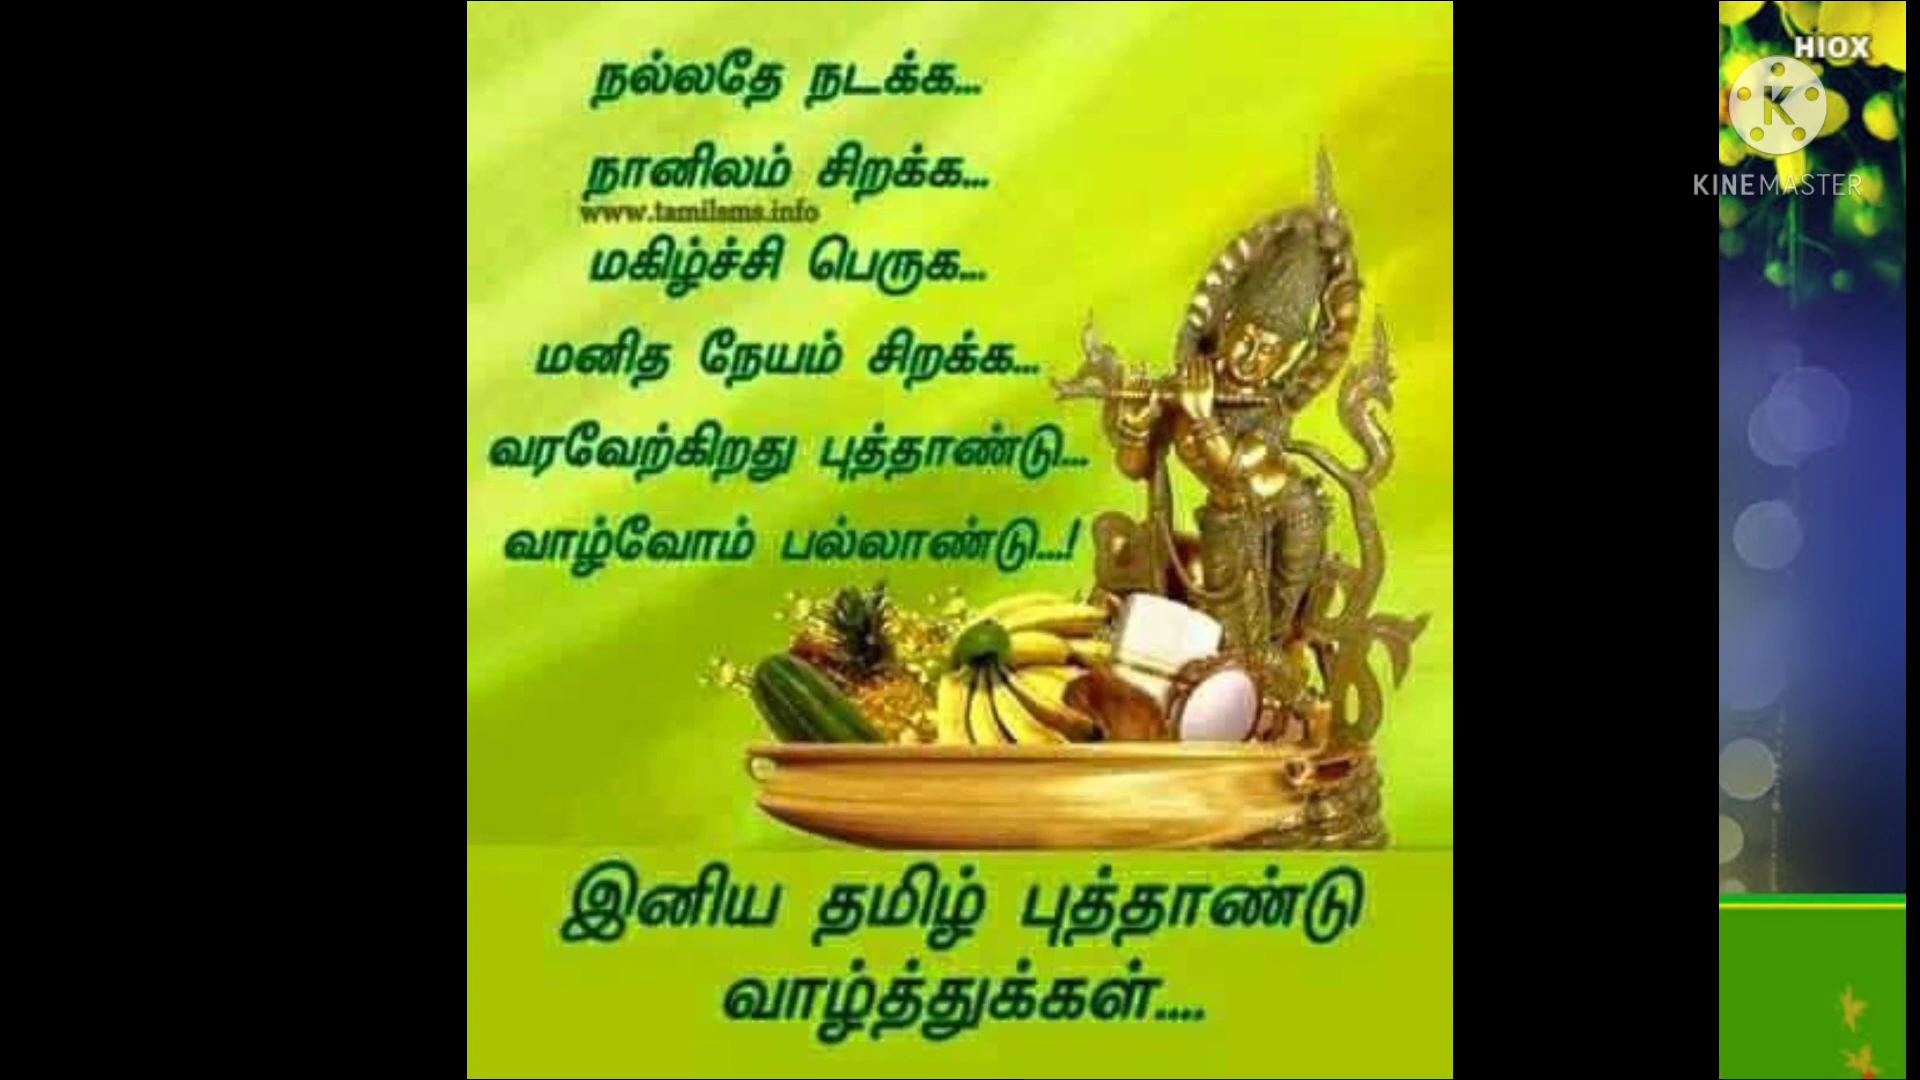 நல்லதே நடக்க...
நானிலம் சிறக்க...
www.tamilsms.info
மகிழ்ச்சி பெருக...
மனித நேயம் சிறக்க...
வரவேற்கிறது புத்தாண்டு...
வாழ்வோம் பல்லாண்டு...!
இனிய தமிழ் புத்தாண்டு
வாழ்த்துக்கள்....
HIOX
K
KINEMASTER